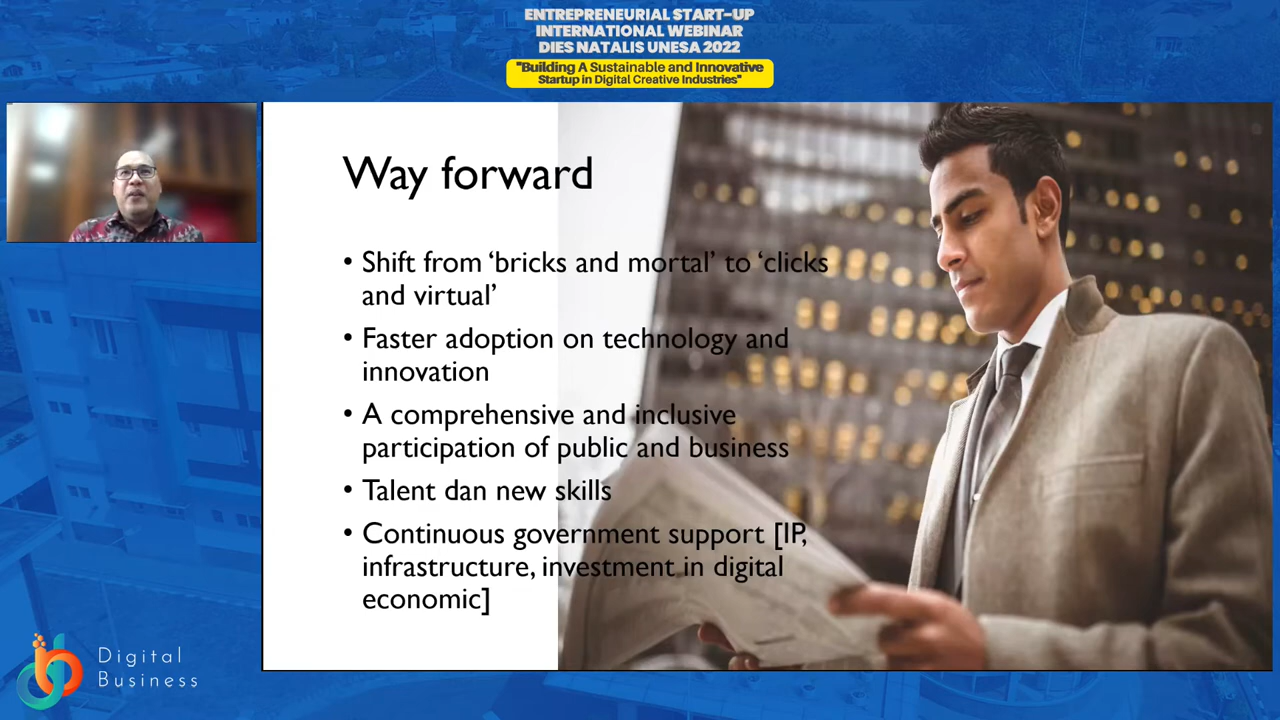 ENTREPRENEURIAL START-UP
INTERNATIONAL WEBINAR
DIES NATALIS UNESA 2022
"Building A Sustainable and Innovative
Startup in Digital Creative Industries"
Way forward
• Shift from ‘bricks and mortal’ to ‘clicks
and virtual’
• Faster adoption on technology and
innovation
• A comprehensive and inclusive
participation of public and business
• Talent dan new skills
• Continuous government support [IP,
infrastructure, investment in digital
economic]
Digital
Business